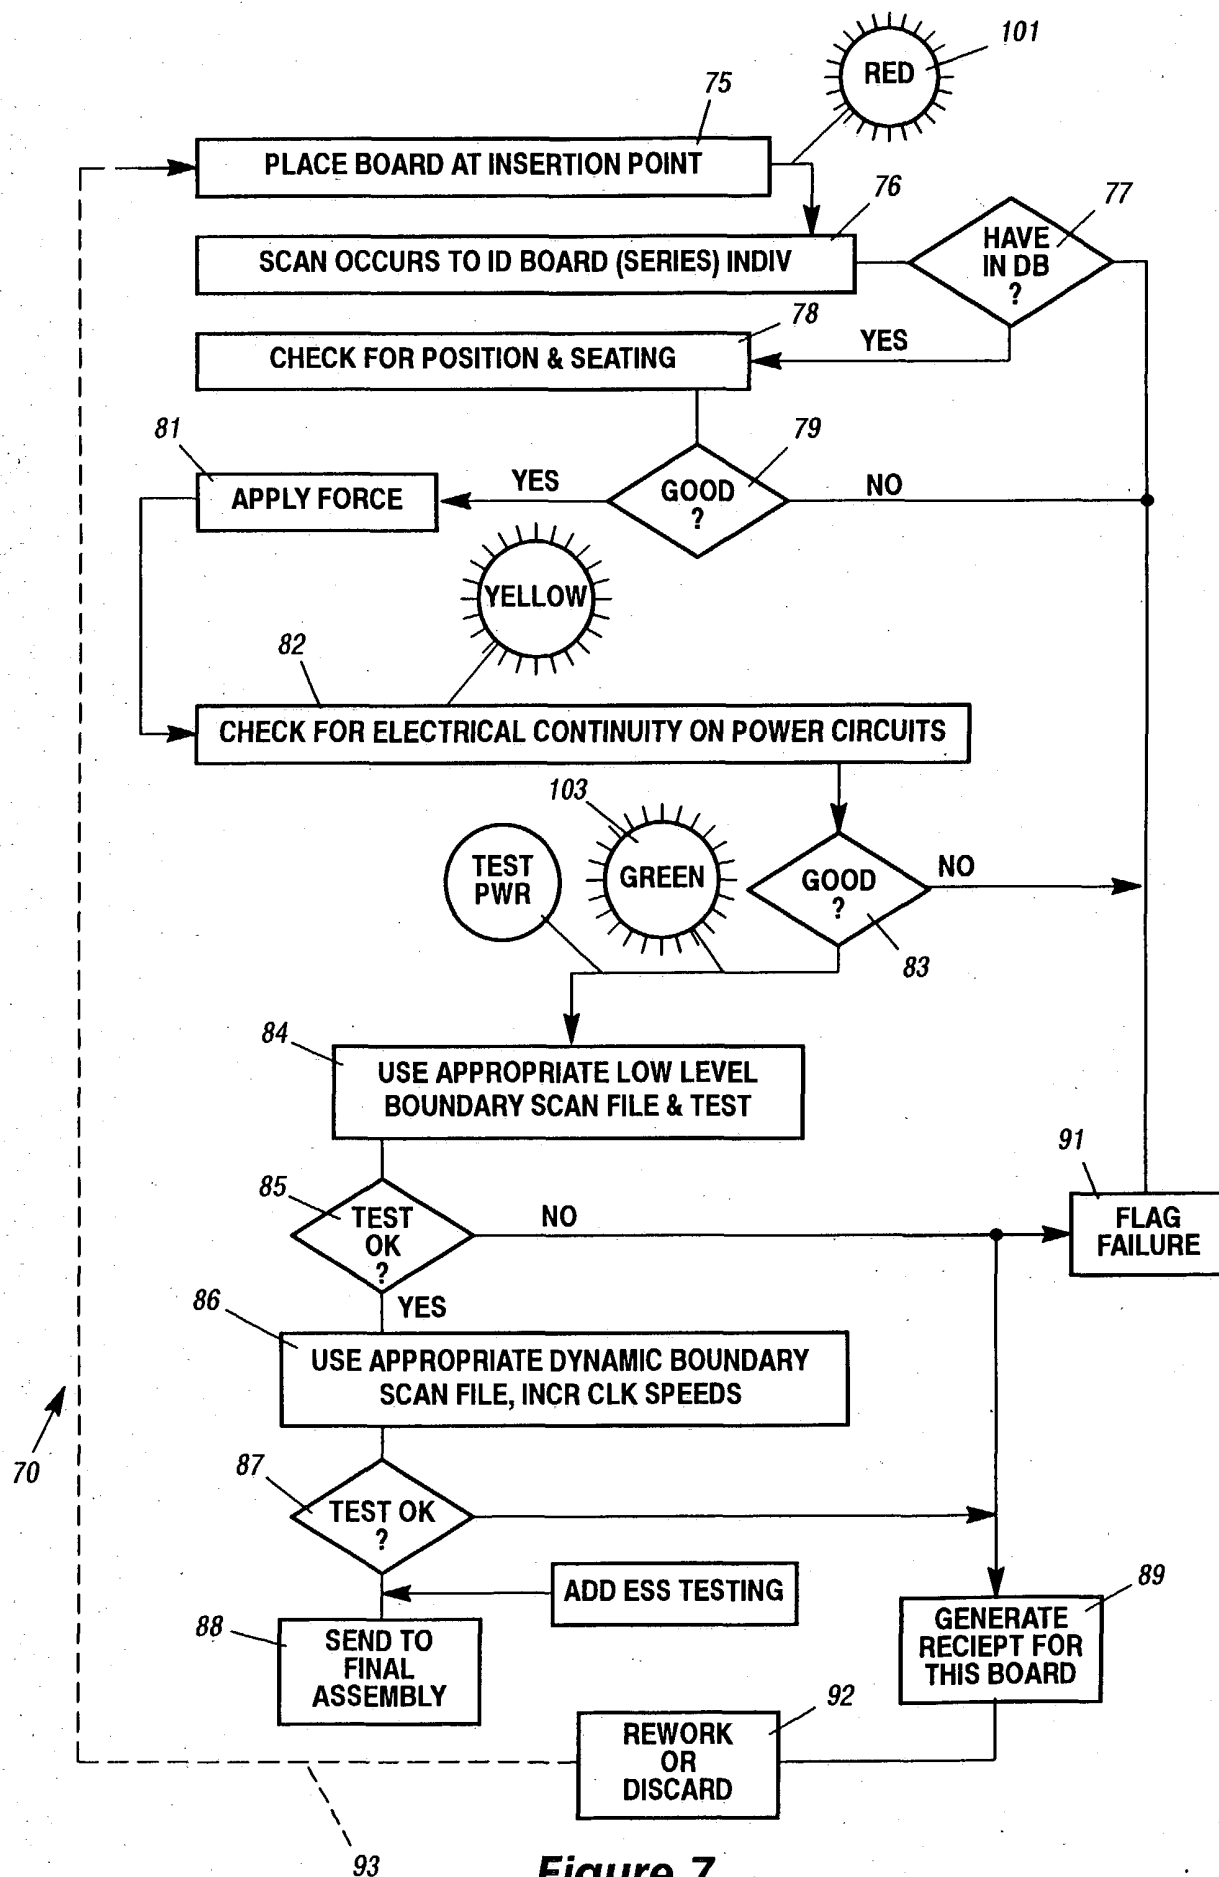 101
RED
75
PLACE BOARD AT INSERTION POINT
76
77
SCAN OCCURS TO ID BOARD (SERIES) INDIV
HAVE
IN DB
?
78
YES
CHECK FOR POSITION & SEATING
81
79
APPLY FORCE
YES
GOOD
?
NO
YELLOW
82
CHECK FOR ELECTRICAL CONTINUITY ON POWER CIRCUITS
103
TEST
PWR
GREEN
GOOD
?
NO
83
84
USE APPROPRIATE LOW LEVEL
BOUNDARY SCAN FILE & TEST
91
85
TEST
OK
?
NO
FLAG
FAILURE
YES
86
USE APPROPRIATE DYNAMIC BOUNDARY
SCAN FILE, INCR CLK SPEEDS
70
87
TEST OK
?
ADD ESS TESTING
89
88
SEND TO
FINAL
ASSEMBLY
GENERATE
RECIEPT FOR
THIS BOARD
92
REWORK
OR
DISCARD
93
Figure 7